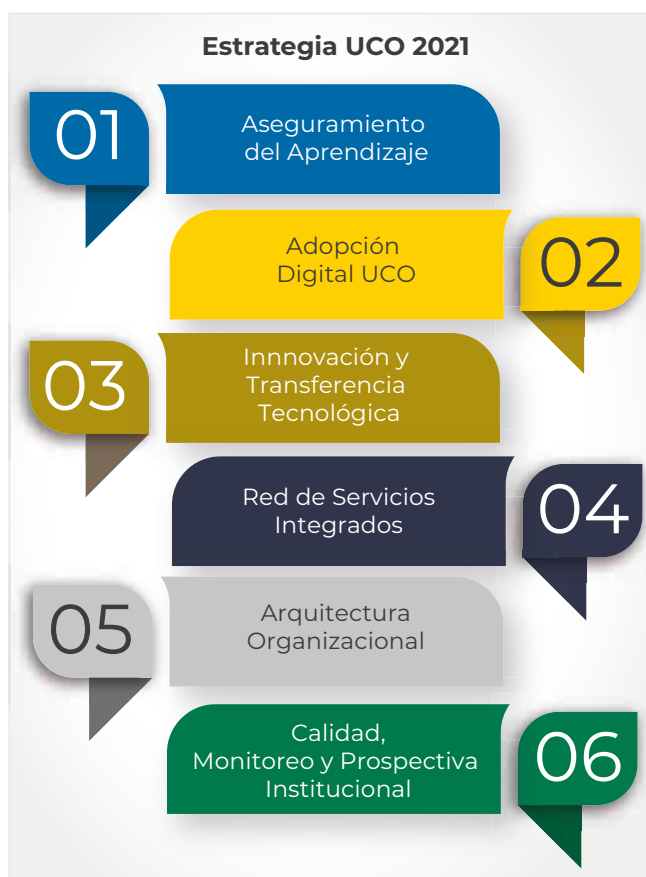 Estrategia UCO 2021
01
Aseguramiento
del Aprendizaje
Adopción
Digital UCO
02
03
Innnovación y
Transferencia
Tecnológica
Red de Servicios
Integrados
04
05
Arquitectura
Organizacional
Calidad,
Monitoreo y Prospectiva
Institucional
06